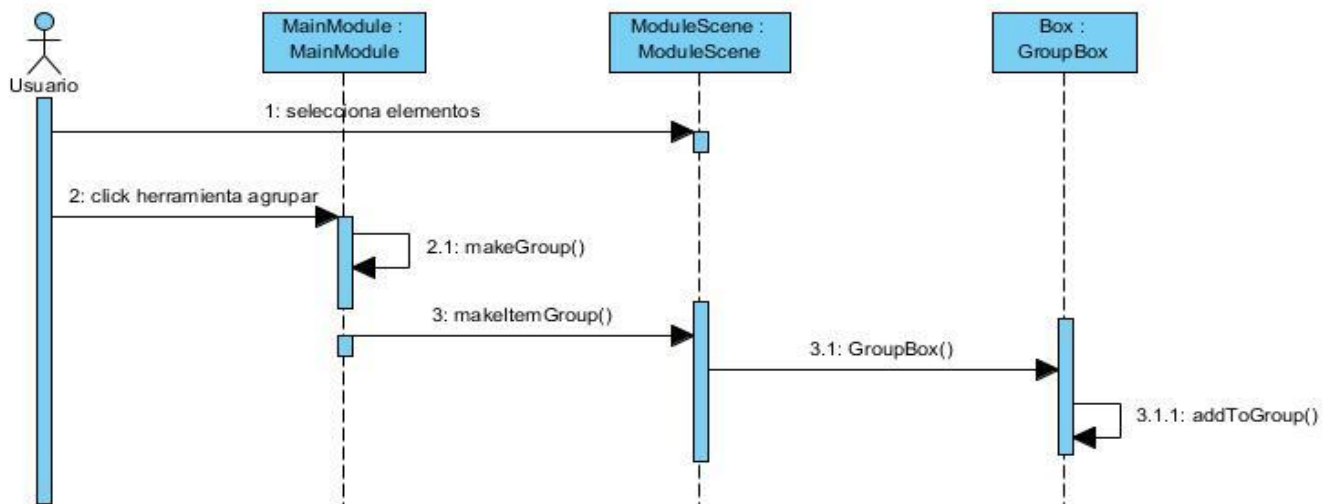 MainModule :
MainModule
ModuleScene :
ModuleScene
Box :
GroupBox
Usuario
1: selecciona elementos
2: click herramienta agrupar
2.1: makeGroup()
3: makeItemGroup()
3.1: GroupBox()
3.1.1: addToGroup()